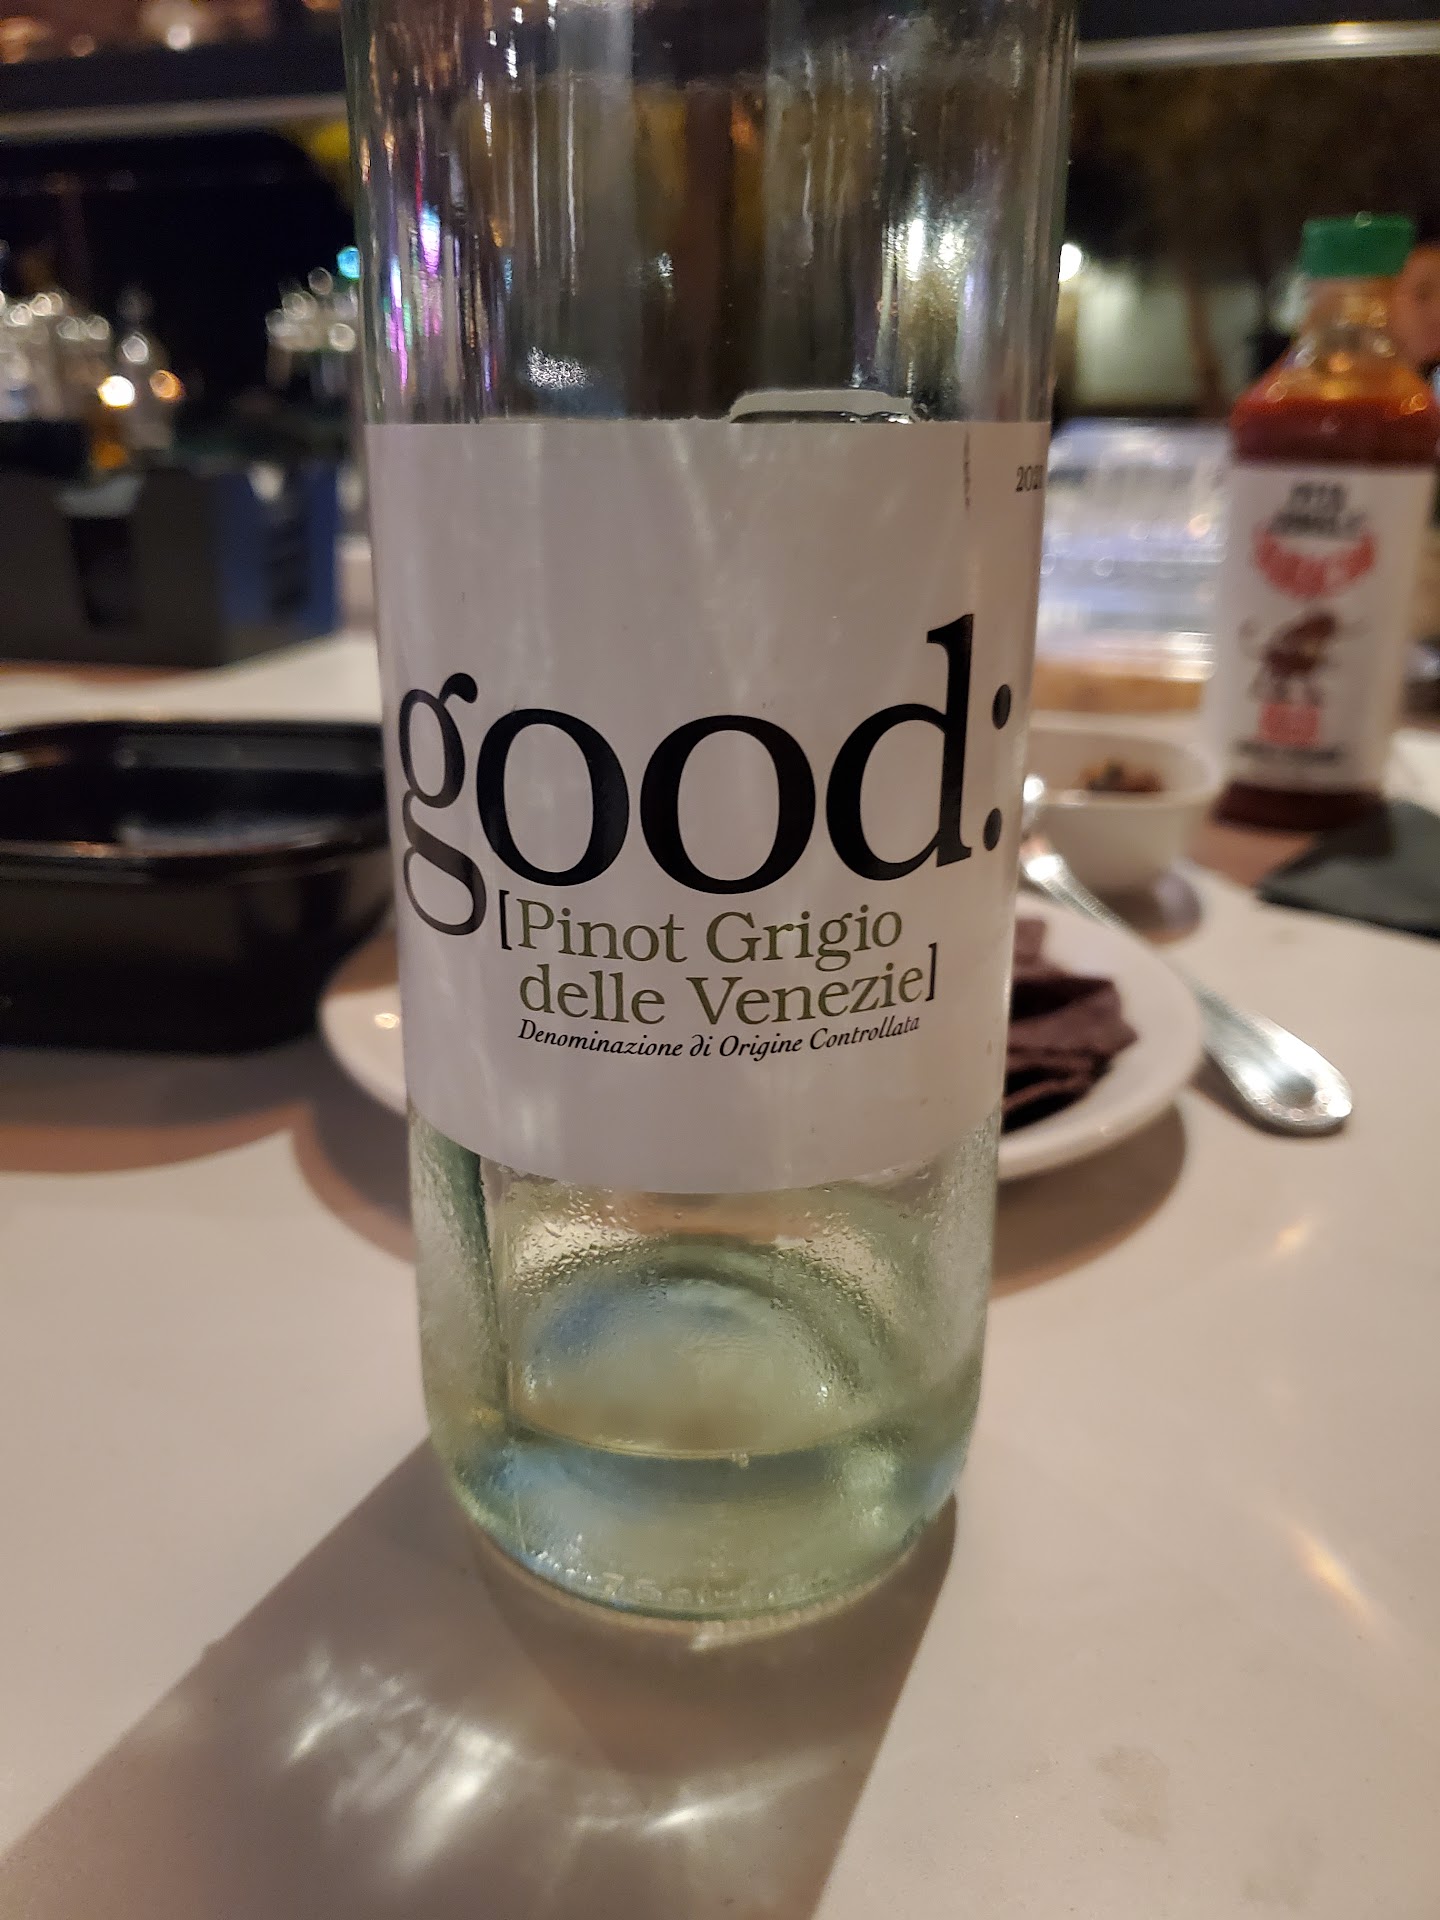 good:
[Pinot Grigio
delle Venezie]
Denominazione di Origine Controllata